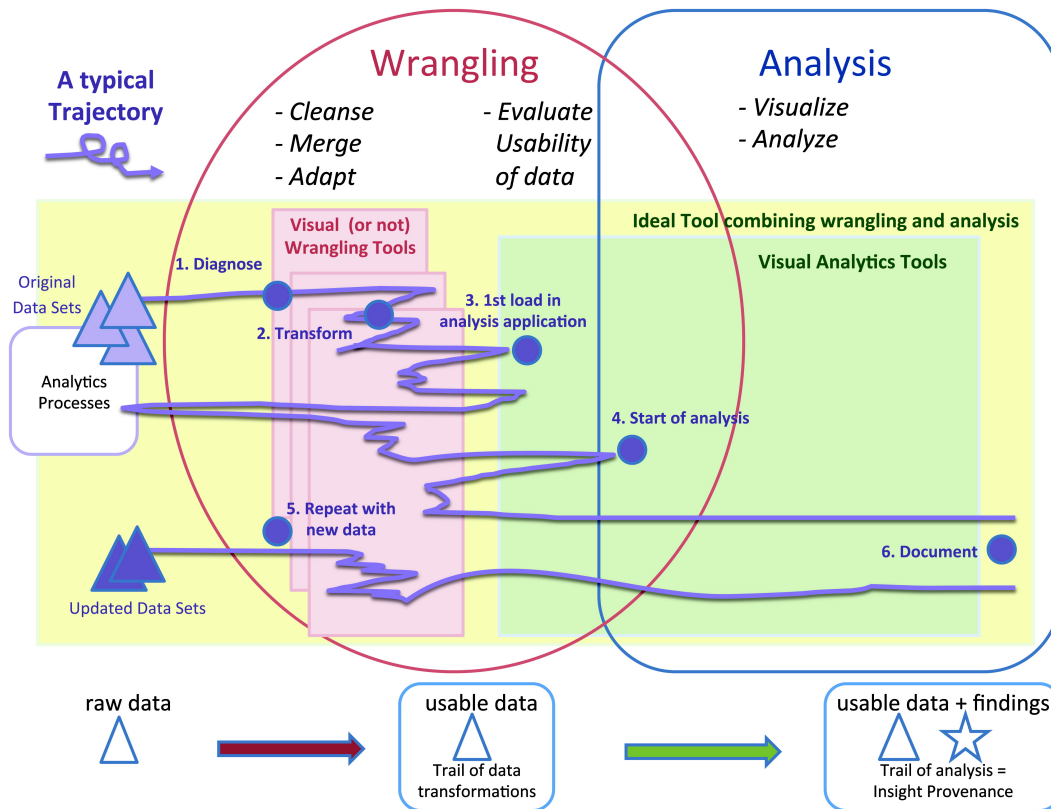 Wrangling
Analysis
A typical
Trajectory
- Cleanse
- Merge
- Adapt
- Evaluate
Usability
of data
- Visualize
- Analyze
Visual (or not)
Wrangling Tools
Ideal Tool combining wrangling and analysis
Visual Analytics Tools
Original
Data Sets
1. Diagnose
2. Transform
3. 1st load in
analysis application
Analytics
Processes
4. Start of analysis
5. Repeat with
new data
6. Document
Updated Data Sets
raw data
usable data
Trail of data
transformations
usable data + findings
Trail of analysis =
Insight Provenance